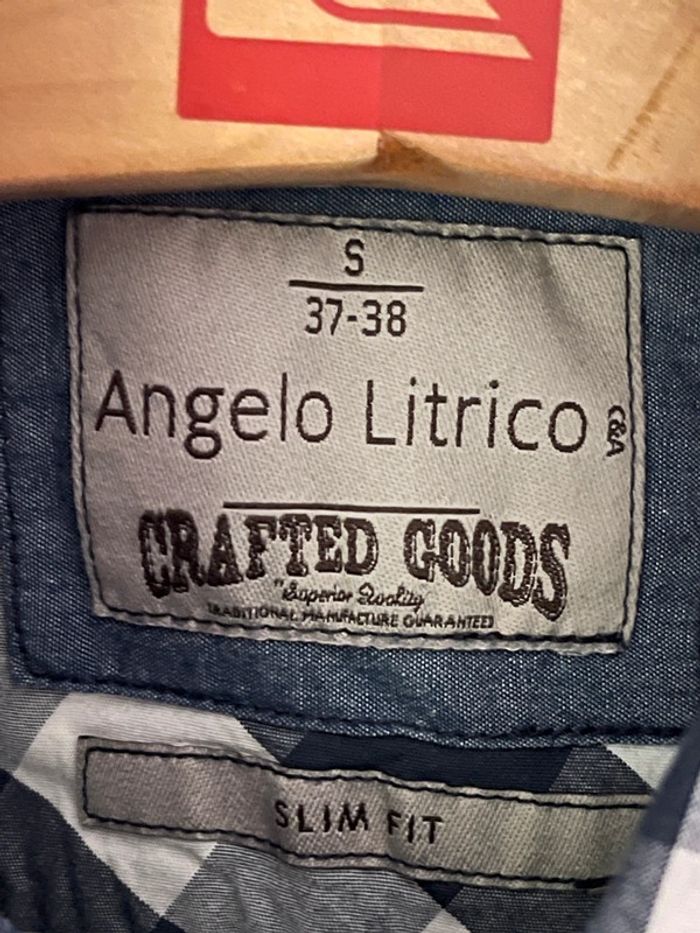 S
37-38
Angelo Litrico
C&A
CRAFTED GOODS
"Superior Quality
TRADITIONAL MANUFACTURE GUARANTEED
SLIM FIT